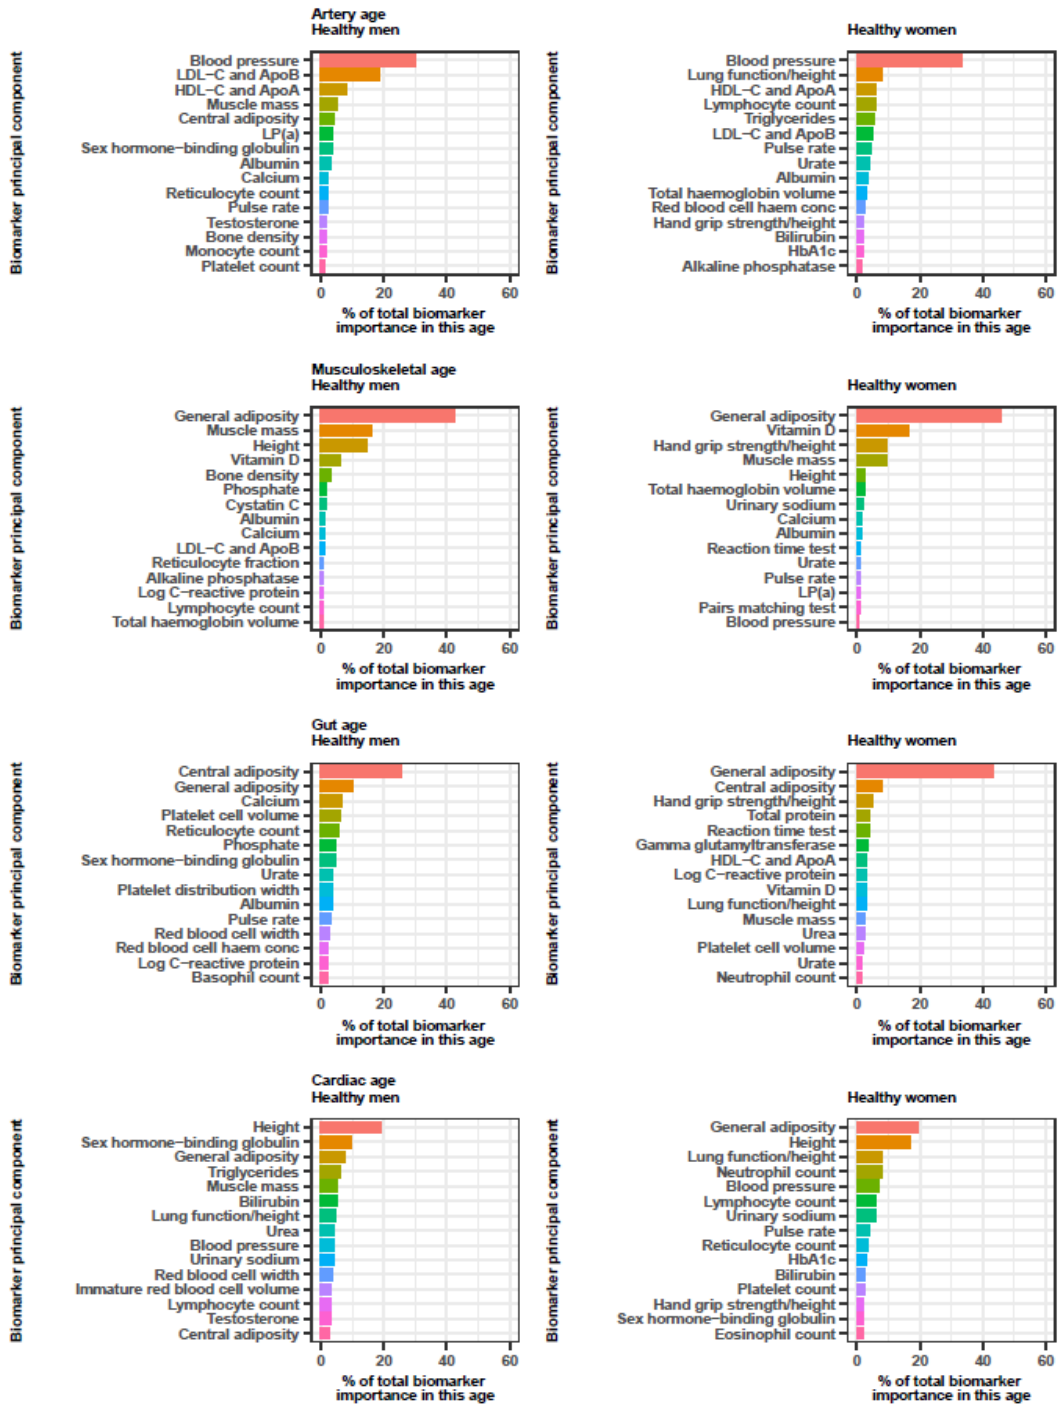 Artery age
Healthy men
Biomarker principal component
Blood pressure
LDL−C and ApoB
HDL−C and ApoA
Muscle mass
Central adiposity
LP(a)
Sex hormone−binding globulin
Albumin
Calcium
Reticulocyte count
Pulse rate
Testosterone
Bone density
Monocyte count
Platelet count
0 20 40 60
% of total biomarker
importance in this age
Healthy women
Biomarker principal component
Blood pressure
Lung function/height
HDL−C and ApoA
Lymphocyte count
Triglycerides
LDL−C and ApoB
Pulse rate
Urate
Albumin
Total haemoglobin volume
Red blood cell haem conc
Hand grip strength/height
Bilirubin
HbA1c
Alkaline phosphatase
0 20 40 60
% of total biomarker
importance in this age
Musculoskeletal age
Healthy men
Biomarker principal component
General adiposity
Muscle mass
Height
Vitamin D
Bone density
Phosphate
Cystatin C
Albumin
Calcium
LDL−C and ApoB
Reticulocyte fraction
Alkaline phosphatase
Log C−reactive protein
Lymphocyte count
Total haemoglobin volume
0 20 40 60
% of total biomarker
importance in this age
Healthy women
Biomarker principal component
General adiposity
Vitamin D
Hand grip strength/height
Muscle mass
Height
Total haemoglobin volume
Urinary sodium
Calcium
Albumin
Reaction time test
Urate
Pulse rate
LP(a)
Pairs matching test
Blood pressure
0 20 40 60
% of total biomarker
importance in this age
Gut age
Healthy men
Biomarker principal component
Central adiposity
General adiposity
Calcium
Platelet cell volume
Reticulocyte count
Phosphate
Sex hormone−binding globulin
Urate
Platelet distribution width
Albumin
Pulse rate
Red blood cell width
Red blood cell haem conc
Log C−reactive protein
Basophil count
0 20 40 60
% of total biomarker
importance in this age
Healthy women
Biomarker principal component
General adiposity
Central adiposity
Hand grip strength/height
Total protein
Reaction time test
Gamma glutamyltransferase
HDL−C and ApoA
Log C−reactive protein
Vitamin D
Lung function/height
Muscle mass
Urea
Platelet cell volume
Urate
Neutrophil count
0 20 40 60
% of total biomarker
importance in this age
Cardiac age
Healthy men
Biomarker principal component
Height
Sex hormone−binding globulin
General adiposity
Triglycerides
Muscle mass
Bilirubin
Lung function/height
Urea
Blood pressure
Urinary sodium
Red blood cell width
Immature red blood cell volume
Lymphocyte count
Testosterone
Central adiposity
0 20 40 60
% of total biomarker
importance in this age
Healthy women
Biomarker principal component
General adiposity
Height
Lung function/height
Neutrophil count
Blood pressure
Lymphocyte count
Urinary sodium
Pulse rate
Reticulocyte count
HbA1c
Bilirubin
Platelet count
Hand grip strength/height
Sex hormone−binding globulin
Eosinophil count
0 20 40 60
% of total biomarker
importance in this age